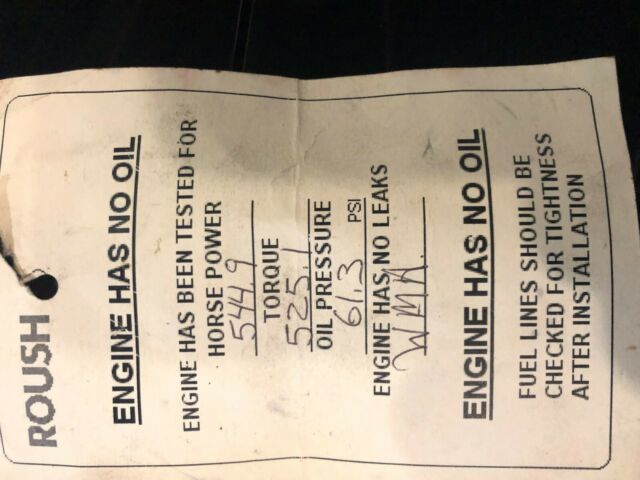 ROUSH
ENGINE HAS NO OIL
ENGINE HAS BEEN TESTED FOR
HORSE POWER
544.9
TORQUE
525.1
OIL PRESSURE
61.3 PSI
ENGINE HAS NO LEAKS
WMH
ENGINE HAS NO OIL
FUEL LINES SHOULD BE
CHECKED FOR TIGHTNESS
AFTER INSTALLATION